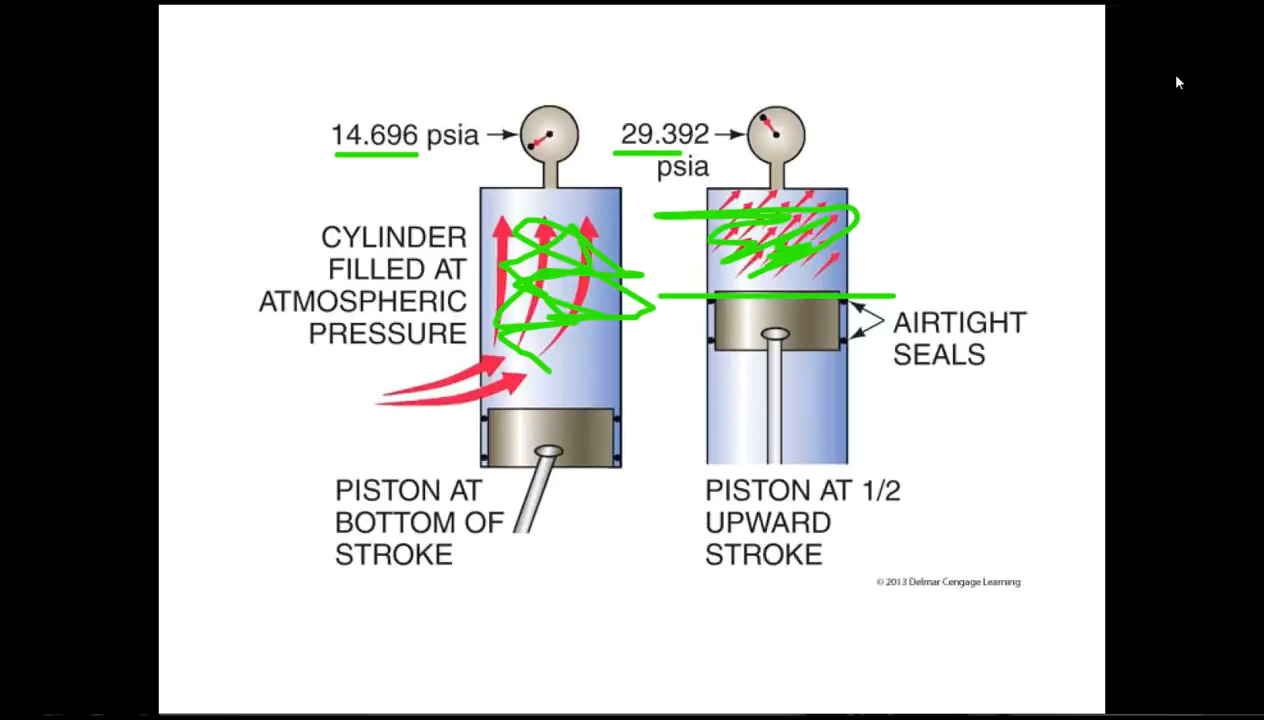 14.696 psia
29.392
psia
CYLINDER
FILLED AT
ATMOSPHERIC
PRESSURE
AIRTIGHT
SEALS
PISTON AT
BOTTOM OF
STROKE
PISTON AT 1/2
UPWARD
STROKE
© 2013 Delmar Cengage Learning